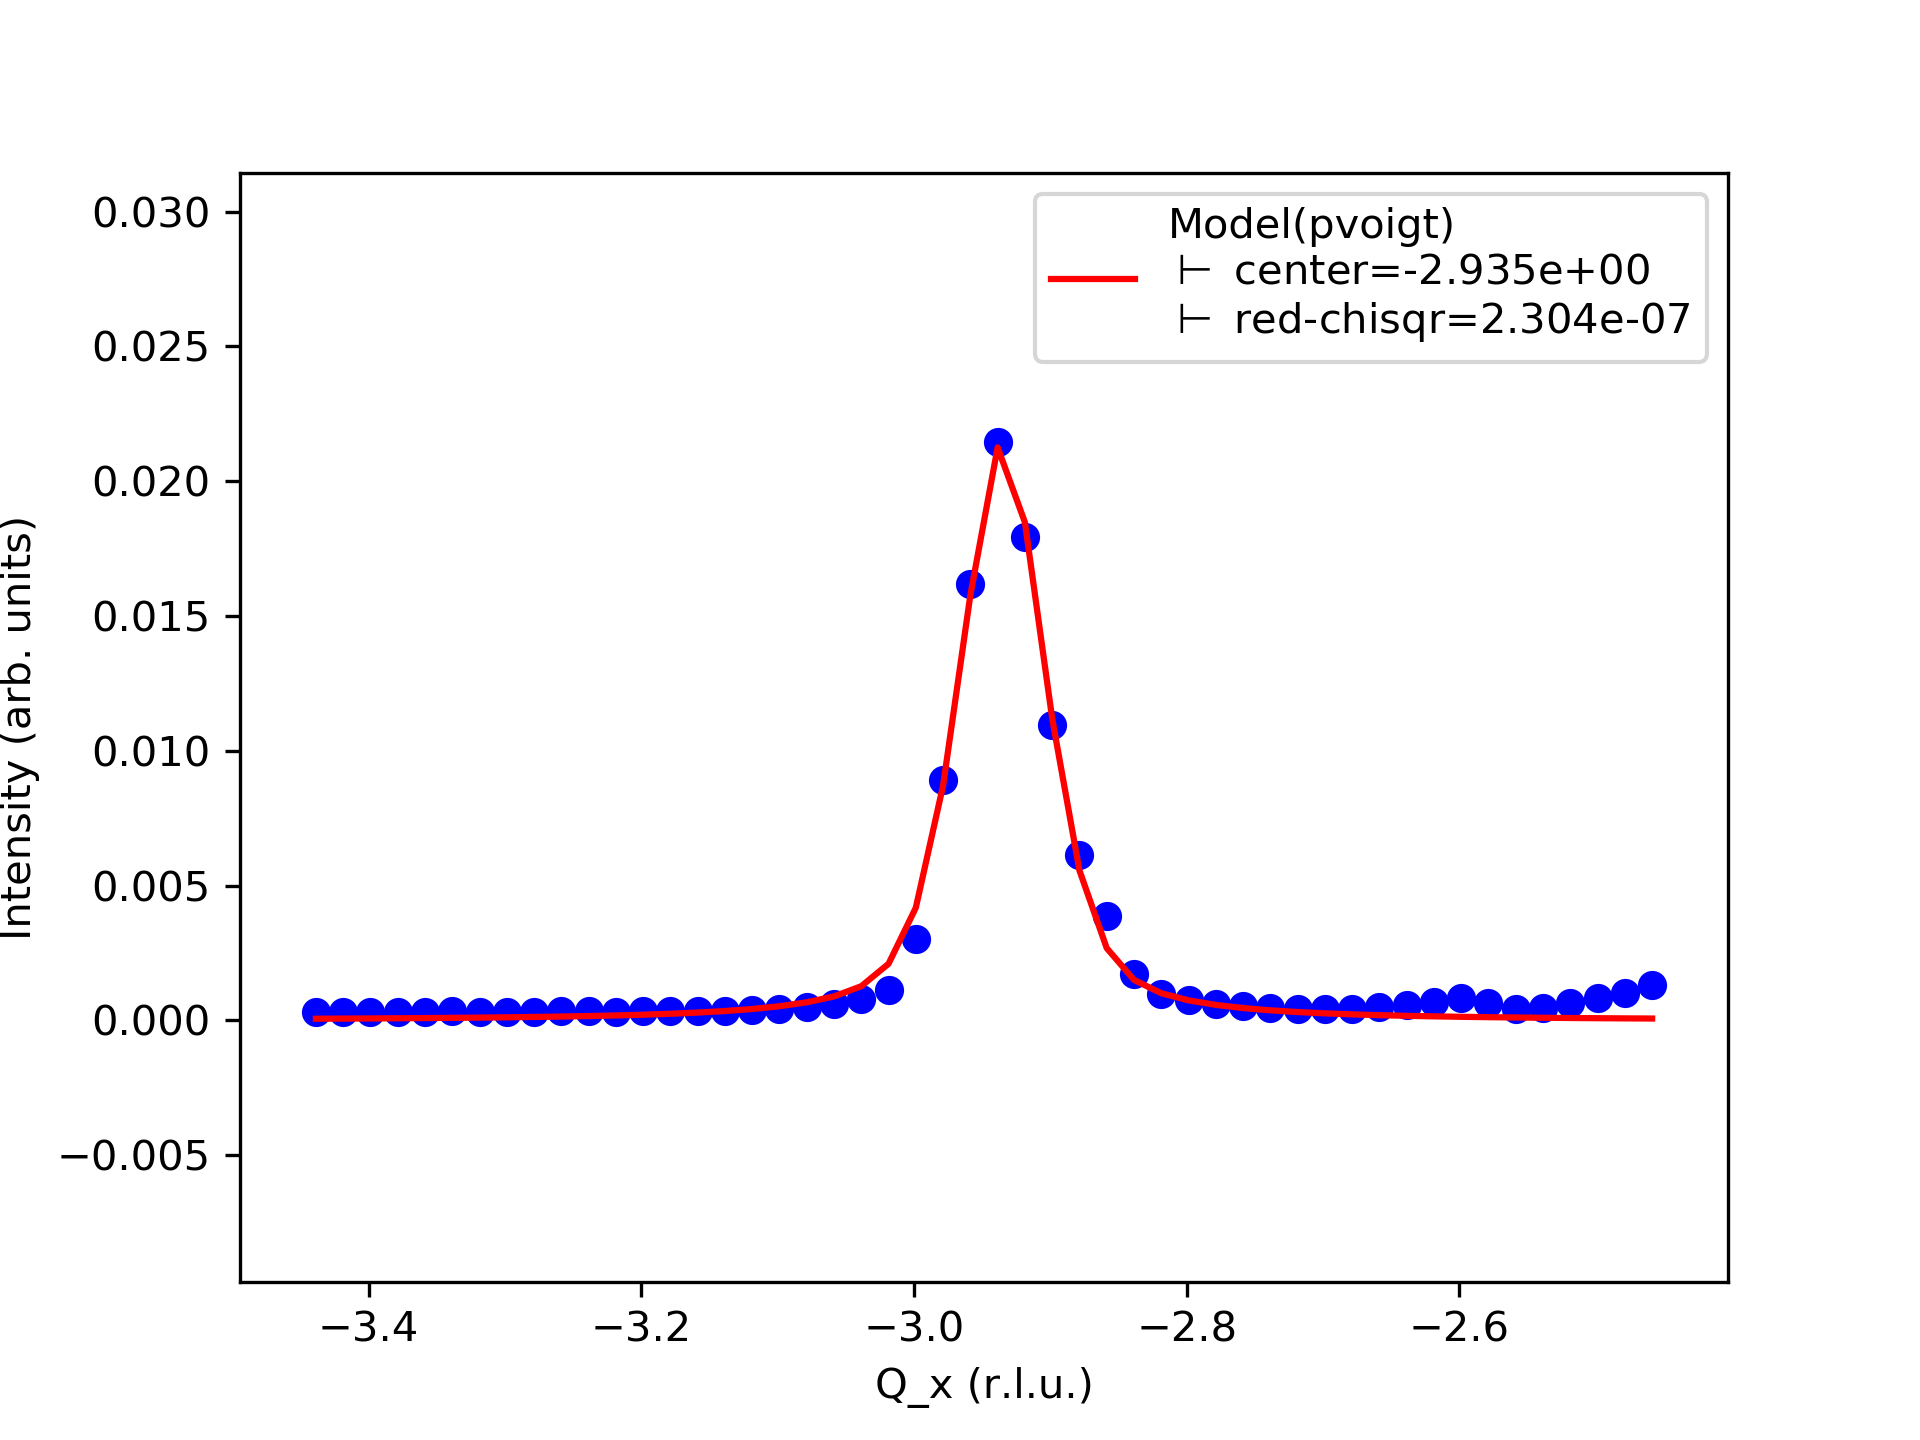 Model(pvoigt)
⊢ center=-2.935e+00
⊢ red-chisqr=2.304e-07
0.030
0.025
0.020
0.015
0.010
0.005
0.000
−0.005
Intensity (arb. units)
−3.4
−3.2
−3.0
−2.8
−2.6
Q_x (r.l.u.)